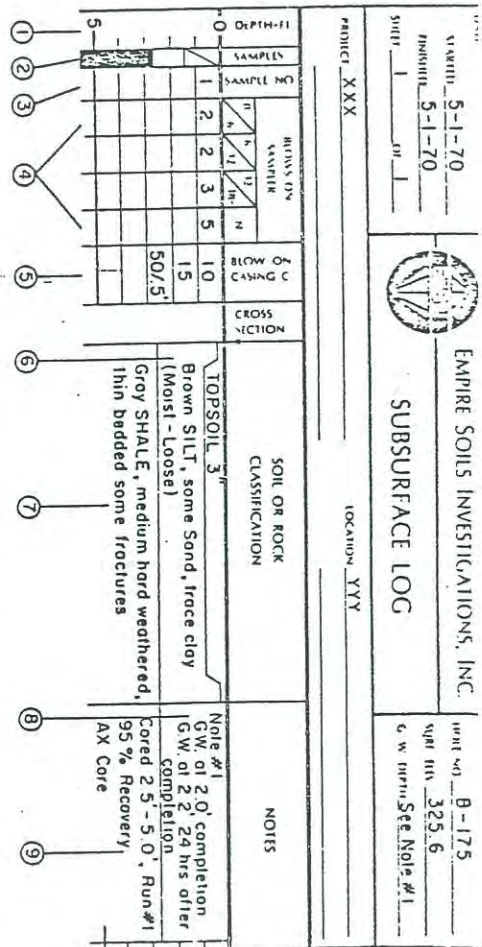 STARTED 5-1-70
FINISHED 5-1-70
SHEET 1 OF 1
EMPIRE SOILS INVESTIGATIONS, INC.
SUBSURFACE LOG
HOLE NO. B-175
SURF. ELEV. 325.6
G. W. DEPTH See Note #1
PROJECT XXX
LOCATION YYY
DEPTH-FT
SAMPLES
SAMPLE NO
BLOWS ON SAMPLER
0 6
6 12
12 18
N
BLOW ON CASING C
CROSS SECTION
SOIL OR ROCK CLASSIFICATION
NOTES
0
1 2 2 3 5 10
15
50/.5'
5
TOPSOIL 3"
Brown SILT, some Sand, trace clay
(Moist - Loose)
Gray SHALE, medium hard weathered,
thin bedded some fractures
Note #1
G.W. at 2.0' completion
G.W. at 2.2' 24 hrs after
completion
Cored 2.5' - 5.0', Run #1
95% Recovery
AX Core
1
2
3
4
5
6
7
8
9